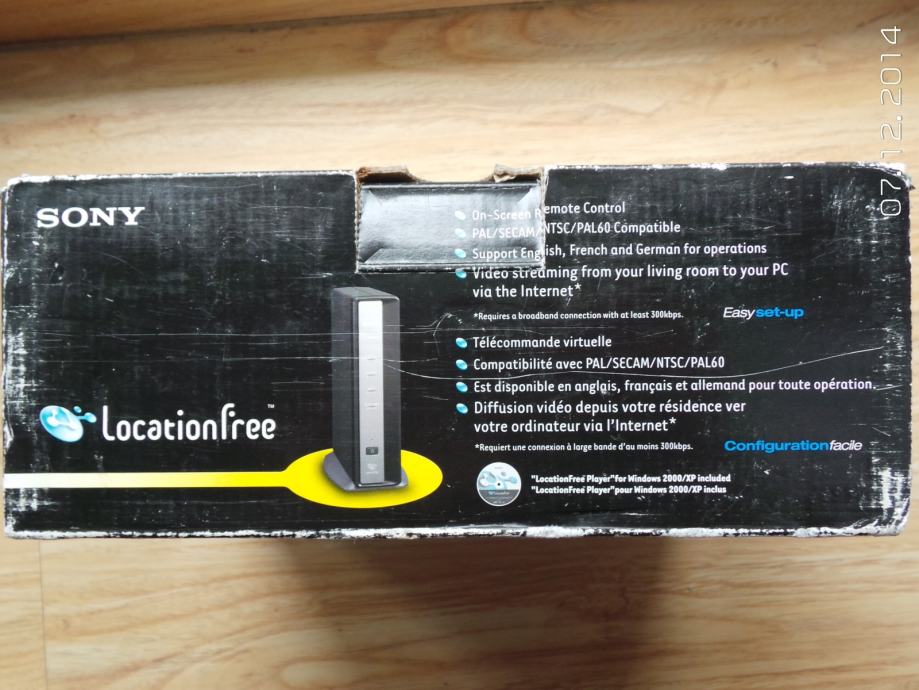 07.12.2014
SONY
On-Screen Remote Control
PAL/SECAM/NTSC/PAL60 Compatible
Support English, French and German for operations
Video streaming from your living room to your PC
via the Internet*
*Requires a broadband connection with at least 300kbps.
Easy set-up
Télécommande virtuelle
Compatibilité avec PAL/SECAM/NTSC/PAL60
Est disponible en anglais, français et allemand pour toute opération.
Diffusion vidéo depuis votre résidence ver
votre ordinateur via l'Internet*
*Requiert une connexion à large bande d'au moins 300kbps.
Configuration facile
LocationFree™
"LocationFree Player" for Windows 2000/XP included
"LocationFree Player" pour Windows 2000/XP inclus